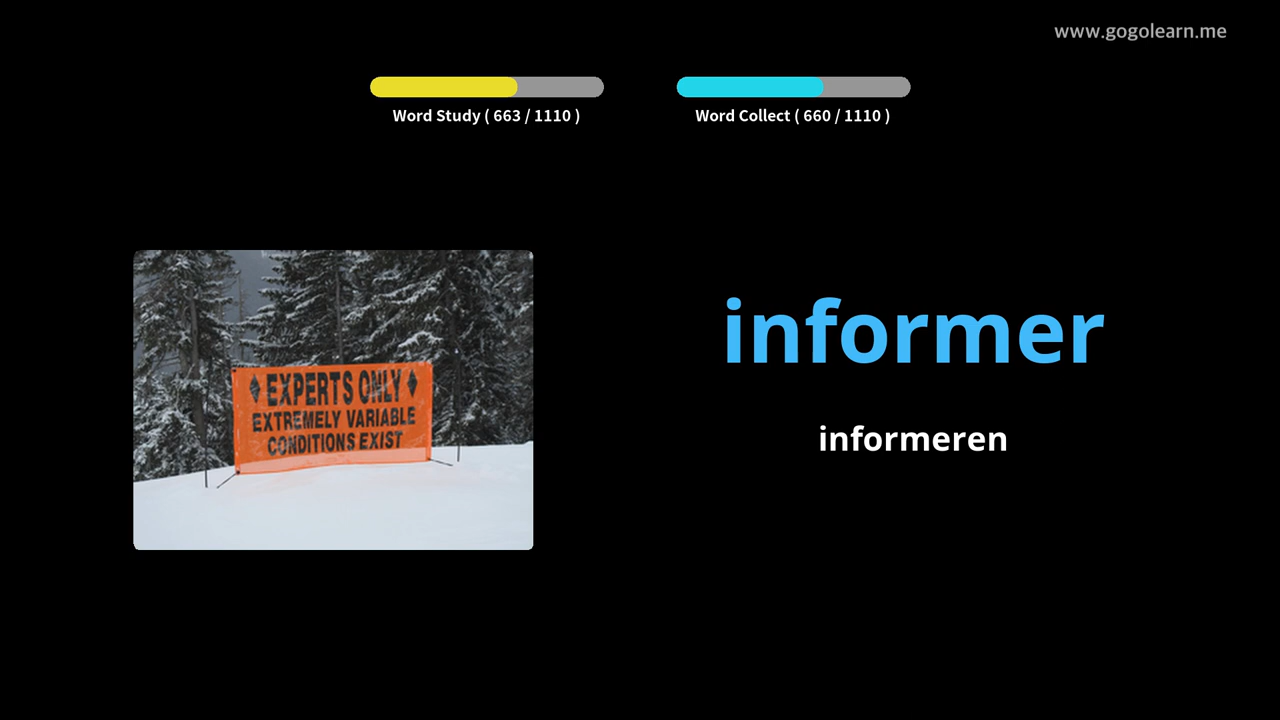 www.gogolearn.me
Word Study ( 663 / 1110 )
Word Collect ( 660 / 1110 )
EXPERTS ONLY
EXTREMELY VARIABLE
CONDITIONS EXIST
informer
informeren